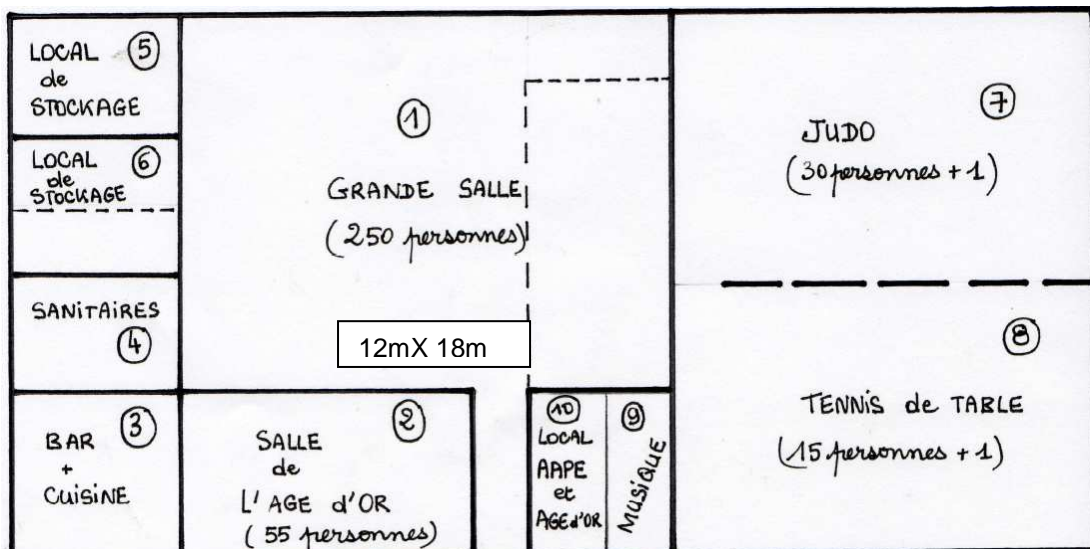 LOCAL 5
de
STOCKAGE
LOCAL 6
de
STOCKAGE
SANITAIRES
4
BAR 3
+
CUISINE
1
GRANDE SALLE
(250 personnes)
12mX 18m
2
SALLE
de
L'AGE d'OR
(55 personnes)
10
LOCAL
AAPE
et
AGE d'OR
9
MUSIQUE
7
JUDO
(30 personnes + 1)
8
TENNIS de TABLE
(15 personnes + 1)